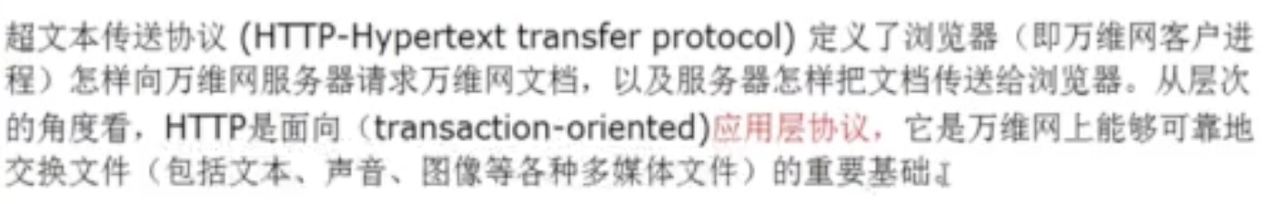 超文本传送协议 (HTTP-Hypertext transfer protocol) 定义了浏览器（即万维网客户进
程）怎样向万维网服务器请求万维网文档，以及服务器怎样把文档传送给浏览器。从层次
的角度看，HTTP是面向（transaction-oriented)应用层协议，它是万维网上能够可靠地
交换文件（包括文本、声音、图像等各种多媒体文件）的重要基础。